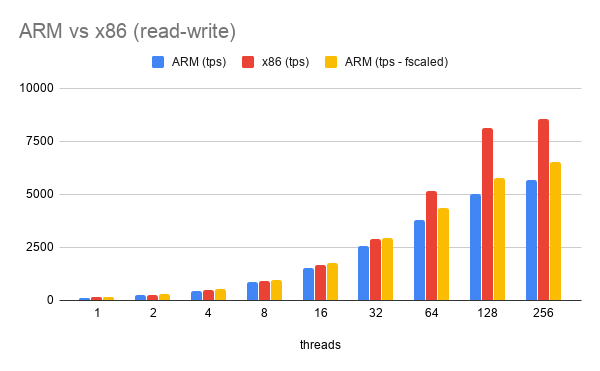 ARM vs x86 (read-write)
ARM (tps) x86 (tps) ARM (tps - fscaled)
10000
7500
5000
2500
0
1 2 4 8 16 32 64 128 256
threads